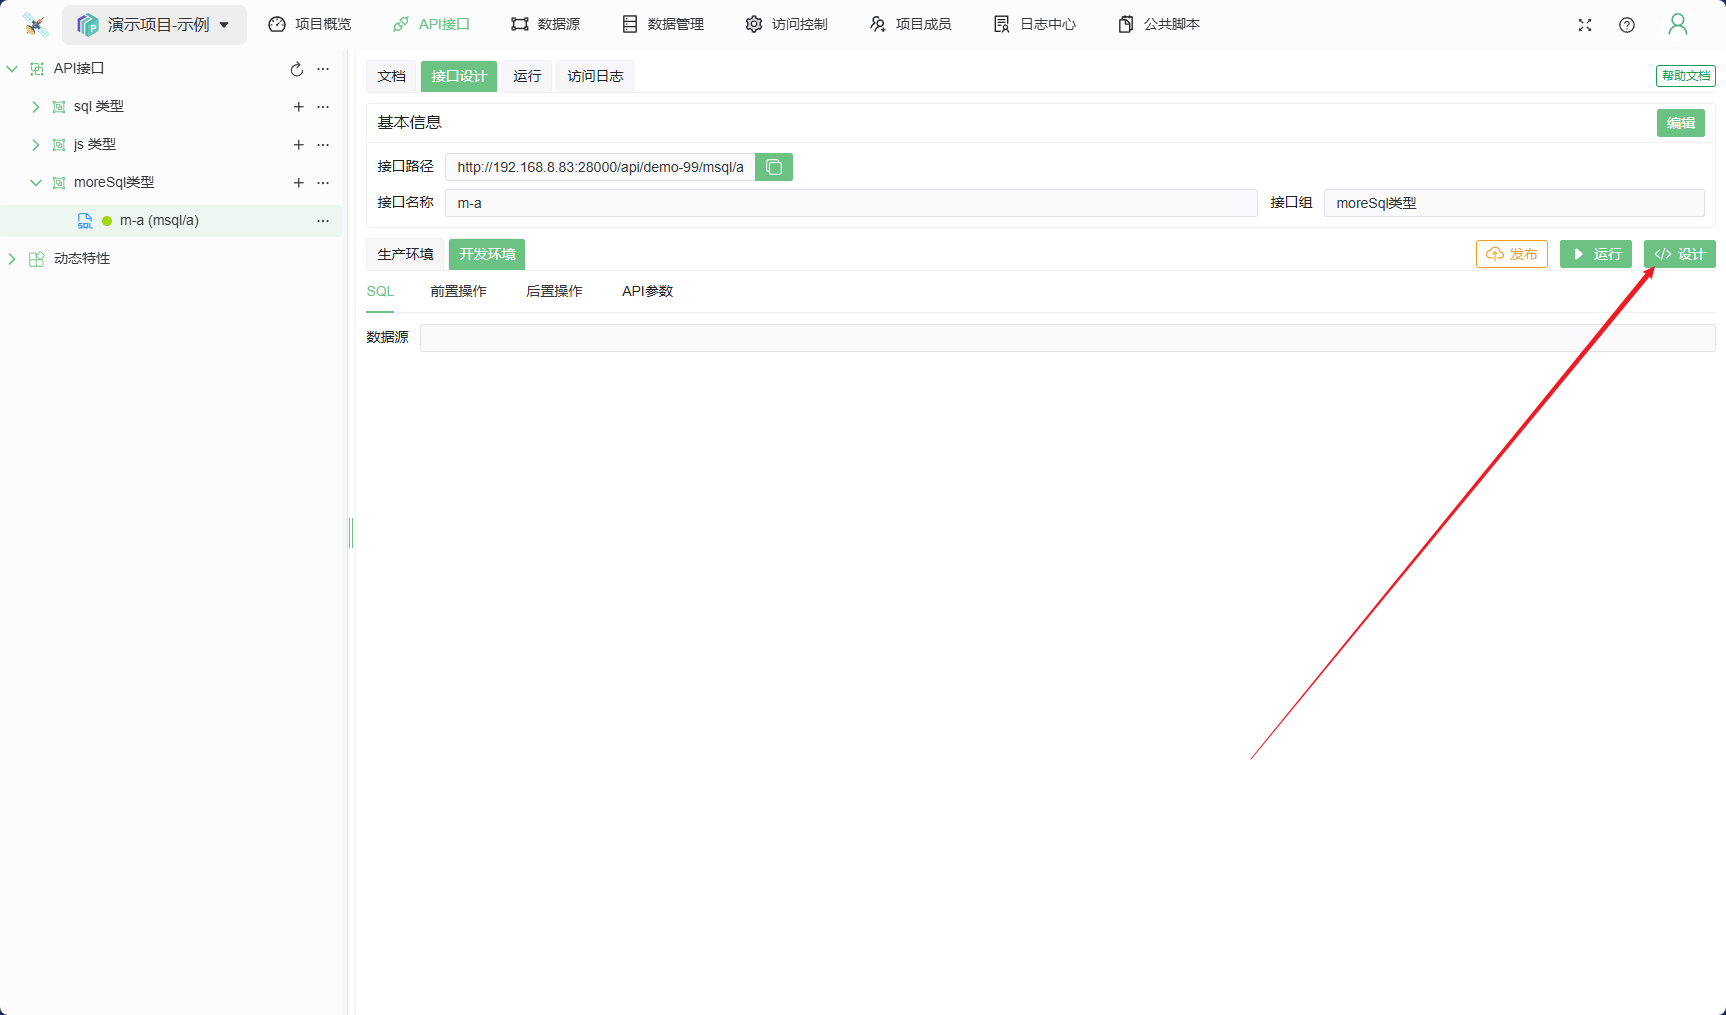 演示项目-示例 项目概览 API接口 数据源 数据管理 访问控制 项目成员 日志中心 公共脚本
API接口
sql 类型
js 类型
moreSql类型
m-a (msql/a)
动态特性
文档 接口设计 运行 访问日志 帮助文档
基本信息 编辑
接口路径 http://192.168.8.83:28000/api/demo-99/msql/a
接口名称 m-a 接口组 moreSql类型
生产环境 开发环境 发布 运行 设计
SQL 前置操作 后置操作 API参数
数据源